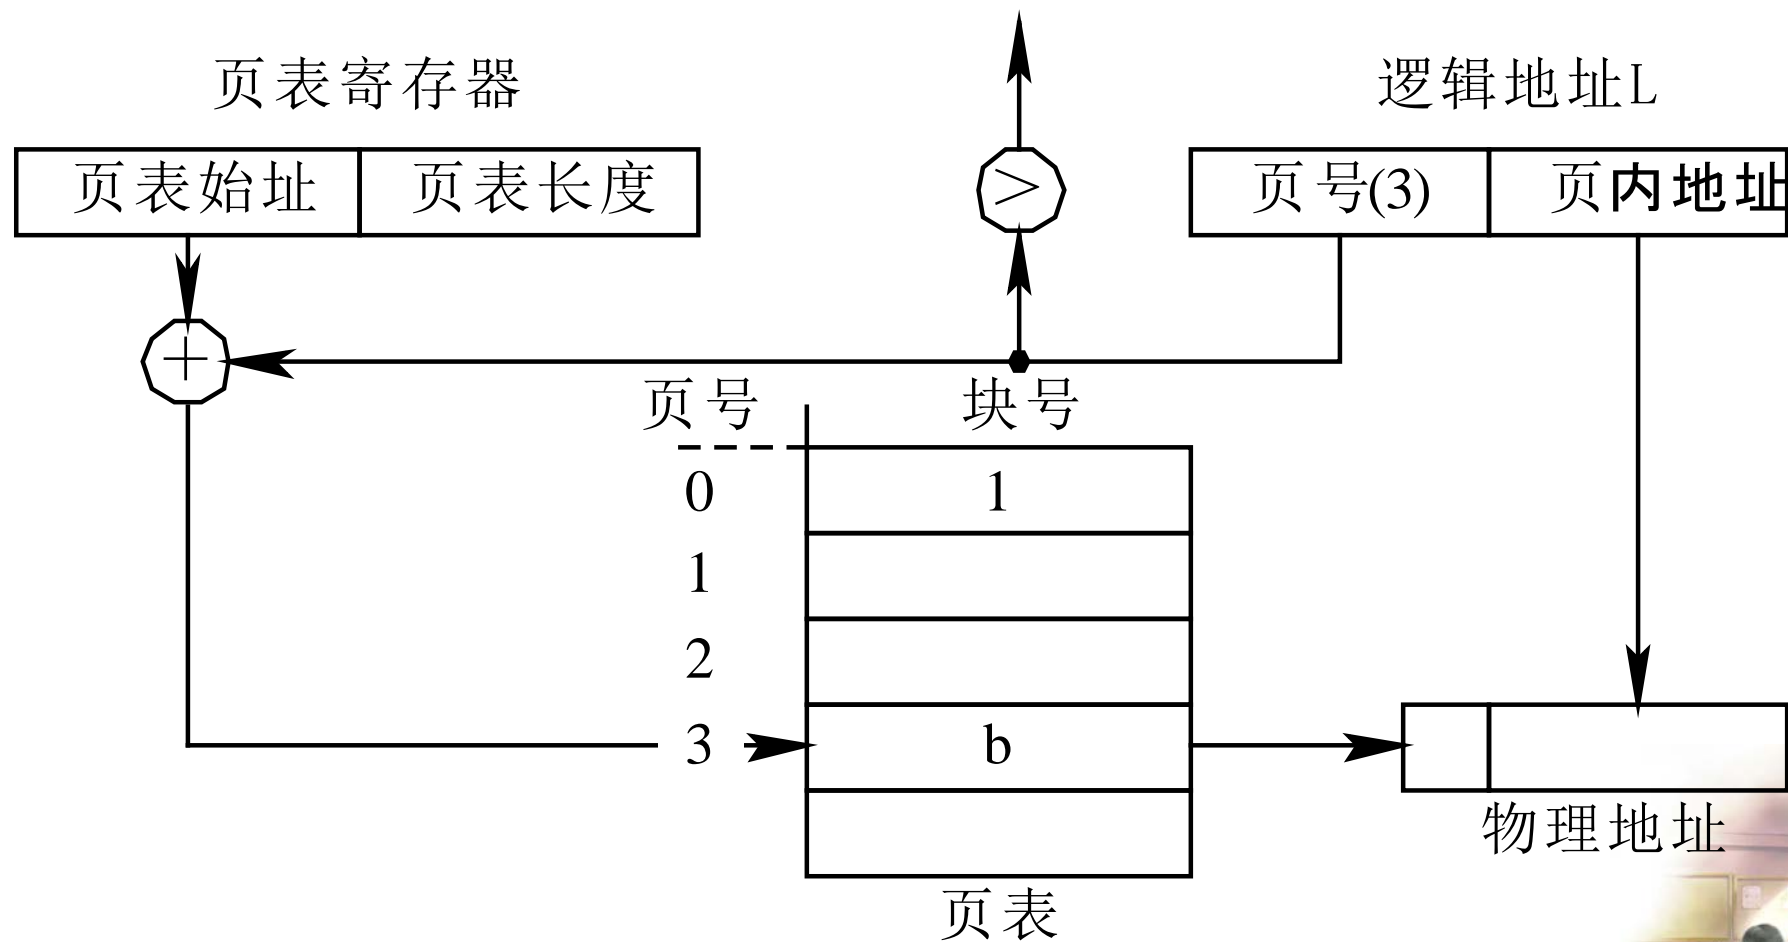 页表寄存器
逻辑地址L
页表始址 页表长度
>
页号(3) 页内地址
+
页号 块号
0 1
1
2
3 b
物理地址
页表